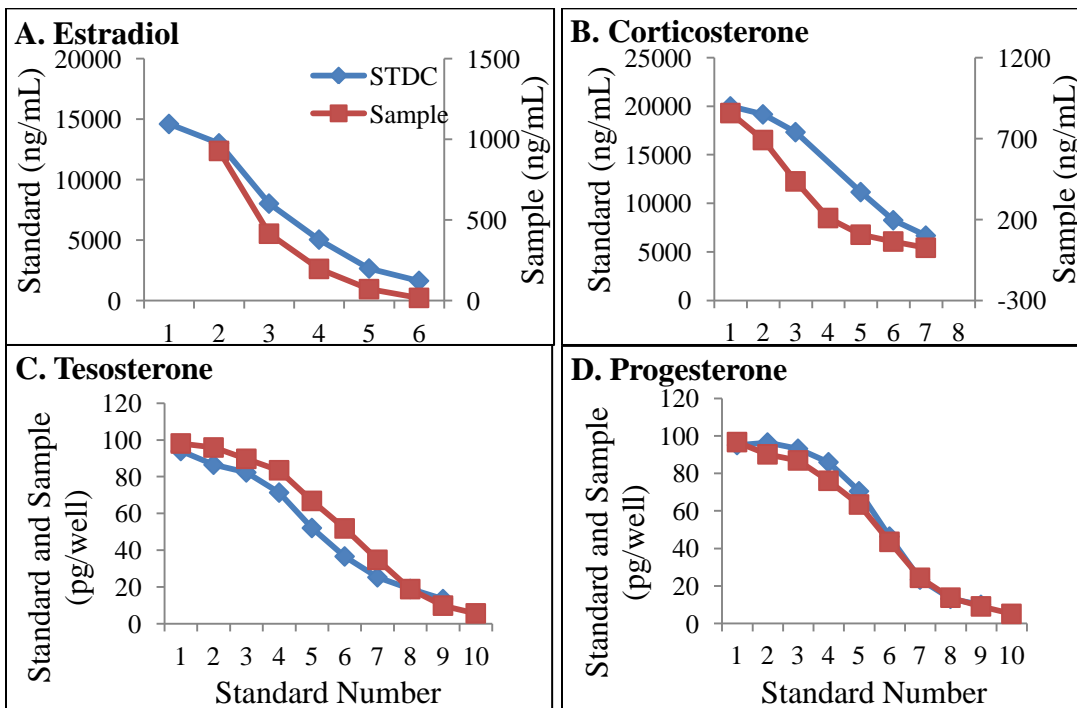 A. Estradiol
Standard (ng/mL)
20000
15000
10000
5000
0
1500
1000
500
0
Sample (ng/mL)
STDC
Sample
1 2 3 4 5 6
B. Corticosterone
Standard (ng/mL)
25000
20000
15000
10000
5000
0
1200
700
200
-300
Sample (ng/mL)
1 2 3 4 5 6 7 8
C. Tesosterone
Standard and Sample
(pg/well)
120
100
80
60
40
20
0
1 2 3 4 5 6 7 8 9 10
Standard Number
D. Progesterone
Standard and Sample
(pg/well)
120
100
80
60
40
20
0
1 2 3 4 5 6 7 8 9 10
Standard Number